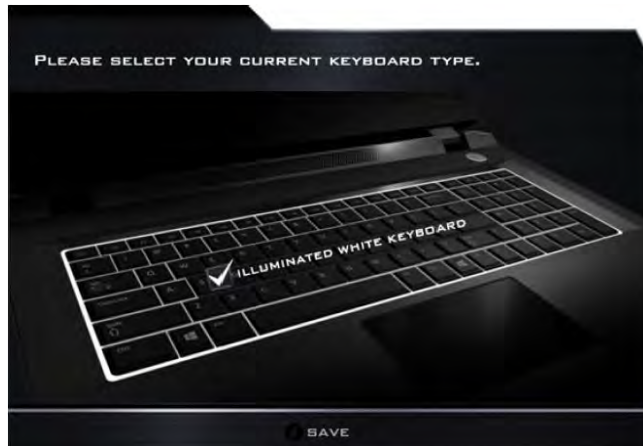 PLEASE SELECT YOUR CURRENT KEYBOARD TYPE.
ILLUMINATED WHITE KEYBOARD
SAVE